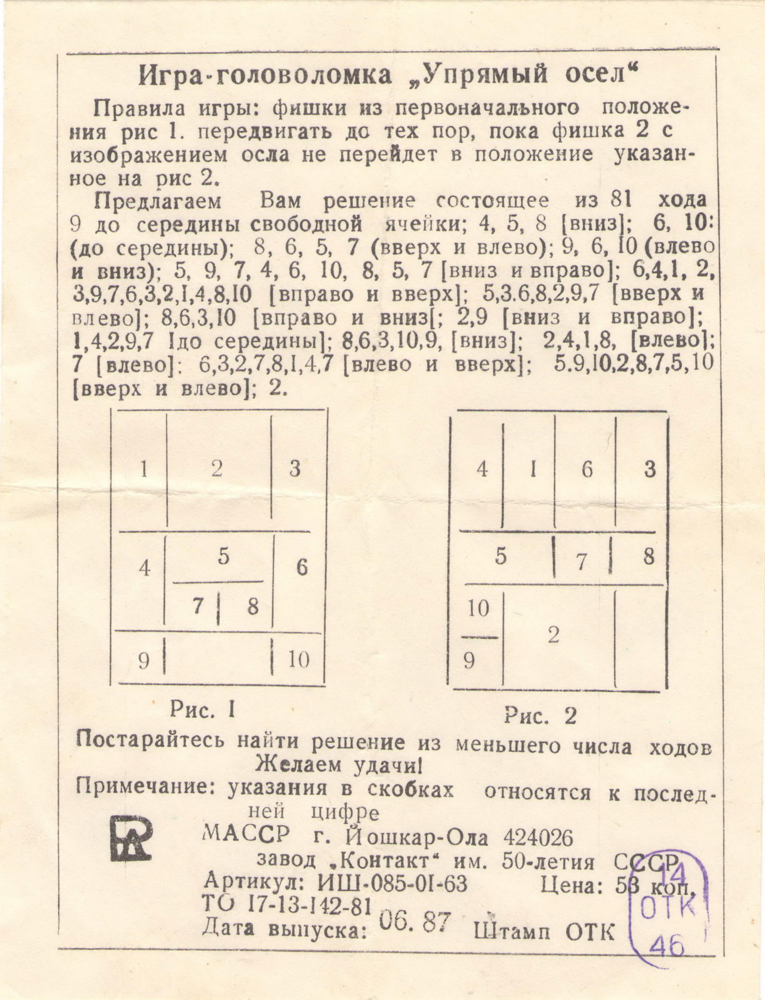 Игра-головоломка „Упрямый осел“
Правила игры: фишки из первоначального положе-
ния рис 1. передвигать до тех пор, пока фишка 2 с
изображением осла не перейдет в положение указан-
ное на рис 2.
Предлагаем Вам решение состоящее из 81 хода
9 до середины свободной ячейки; 4, 5, 8 [вниз]; 6, 10:
(до середины); 8, 6, 5, 7 (вверх и влево); 9, 6, 10 (влево
и вниз); 5, 9, 7, 4, 6, 10, 8, 5, 7 [вниз и вправо]; 6,4,1, 2,
3,9,7,6,3,2,1,4,8,10 [вправо и вверх]; 5,3.6,8,2,9,7 [вверх и
влево]; 8,6,3,10 [вправо и вниз[; 2,9 [вниз и вправо];
1,4,2,9,7 Iдо середины]; 8,6,3,10,9, [вниз]; 2,4,1,8, [влево];
7 [влево]; 6,3,2,7,8,1,4,7 [влево и вверх]; 5.9,10,2,8,7,5,10
[вверх и влево]; 2.
1 2 3
4 5 6
7 8
9 10
Рис. I
4 I 6 3
5 7 8
10 2
9
Рис. 2
Постарайтесь найти решение из меньшего числа ходов
Желаем удачи!
Примечание: указания в скобках относятся к послед-
ней цифре
МАССР г. Йошкар-Ола 424026
завод „Контакт“ им. 50-летия СССР
Артикул: ИШ-085-01-63 Цена: 53 коп.
ТО 17-13-142-81
Дата выпуска: 06. 87 Штамп ОТК
14
ОТК
46